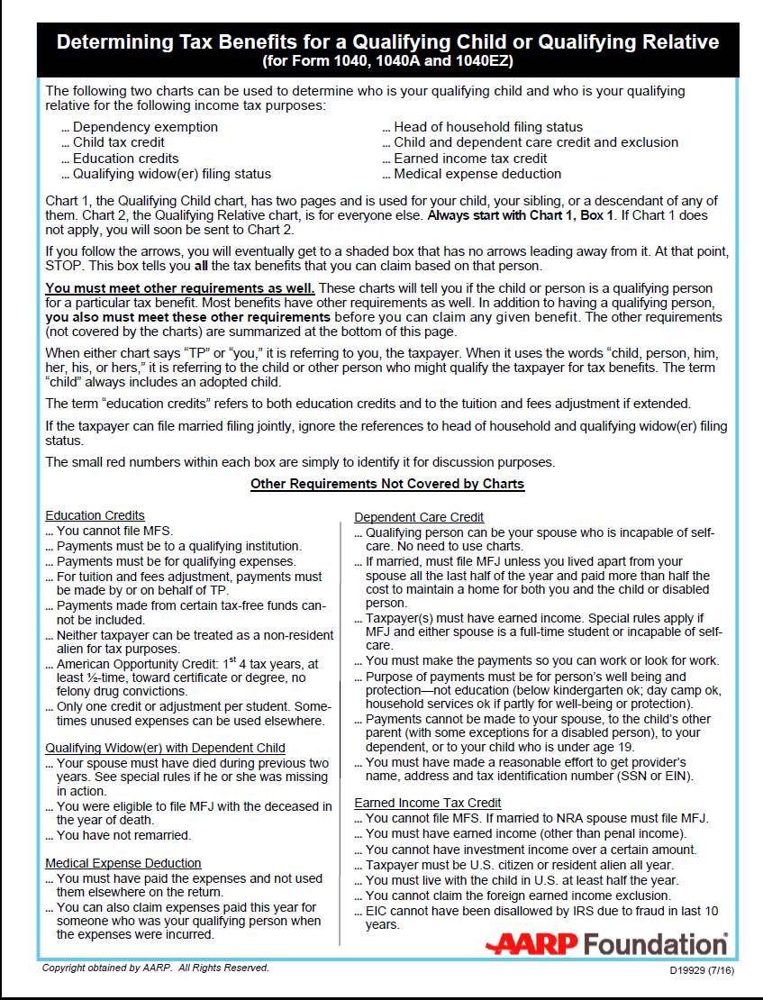 Determining Tax Benefits for a Qualifying Child or Qualifying Relative
(for Form 1040, 1040A and 1040EZ)
The following two charts can be used to determine who is your qualifying child and who is your qualifying
relative for the following income tax purposes:
... Dependency exemption
... Child tax credit
... Education credits
... Qualifying widow(er) filing status
... Head of household filing status
... Child and dependent care credit and exclusion
... Earned income tax credit
... Medical expense deduction
Chart 1, the Qualifying Child chart, has two pages and is used for your child, your sibling, or a descendant of any of
them. Chart 2, the Qualifying Relative chart, is for everyone else. Always start with Chart 1, Box 1. If Chart 1 does
not apply, you will soon be sent to Chart 2.
If you follow the arrows, you will eventually get to a shaded box that has no arrows leading away from it. At that point,
STOP. This box tells you all the tax benefits that you can claim based on that person.
You must meet other requirements as well. These charts will tell you if the child or person is a qualifying person
for a particular tax benefit. Most benefits have other requirements as well. In addition to having a qualifying person,
you also must meet these other requirements before you can claim any given benefit. The other requirements
(not covered by the charts) are summarized at the bottom of this page.
When either chart says “TP” or “you,” it is referring to you, the taxpayer. When it uses the words “child, person, him,
her, his, or hers,” it is referring to the child or other person who might qualify the taxpayer for tax benefits. The term
“child” always includes an adopted child.
The term “education credits” refers to both education credits and to the tuition and fees adjustment if extended.
If the taxpayer can file married filing jointly, ignore the references to head of household and qualifying widow(er) filing
status.
The small red numbers within each box are simply to identify it for discussion purposes.
Other Requirements Not Covered by Charts
Education Credits
... You cannot file MFS.
... Payments must be to a qualifying institution.
... Payments must be for qualifying expenses.
... For tuition and fees adjustment, payments must
be made by or on behalf of TP.
... Payments made from certain tax-free funds can-
not be included.
... Neither taxpayer can be treated as a non-resident
alien for tax purposes.
... American Opportunity Credit: 1st 4 tax years, at
least ½-time, toward certificate or degree, no
felony drug convictions.
... Only one credit or adjustment per student. Some-
times unused expenses can be used elsewhere.
Qualifying Widow(er) with Dependent Child
... Your spouse must have died during previous two
years. See special rules if he or she was missing
in action.
... You were eligible to file MFJ with the deceased in
the year of death.
... You have not remarried.
Medical Expense Deduction
... You must have paid the expenses and not used
them elsewhere on the return.
... You can also claim expenses paid this year for
someone who was your qualifying person when
the expenses were incurred.
Dependent Care Credit
... Qualifying person can be your spouse who is incapable of self-
care. No need to use charts.
... If married, must file MFJ unless you lived apart from your
spouse all the last half of the year and paid more than half the
cost to maintain a home for both you and the child or disabled
person.
... Taxpayer(s) must have earned income. Special rules apply if
MFJ and either spouse is a full-time student or incapable of self-
care.
... You must make the payments so you can work or look for work.
... Purpose of payments must be for person’s well being and
protection—not education (below kindergarten ok; day camp ok,
household services ok if partly for well-being or protection).
... Payments cannot be made to your spouse, to the child’s other
parent (with some exceptions for a disabled person), to your
dependent, or to your child who is under age 19.
... You must have made a reasonable effort to get provider’s
name, address and tax identification number (SSN or EIN).
Earned Income Tax Credit
... You cannot file MFS. If married to NRA spouse must file MFJ.
... You must have earned income (other than penal income).
... You cannot have investment income over a certain amount.
... Taxpayer must be U.S. citizen or resident alien all year.
... You must live with the child in U.S. at least half the year.
... You cannot claim the foreign earned income exclusion.
... EIC cannot have been disallowed by IRS due to fraud in last 10
years.
AARP Foundation®
Copyright obtained by AARP. All Rights Reserved.
D19929 (7/16)